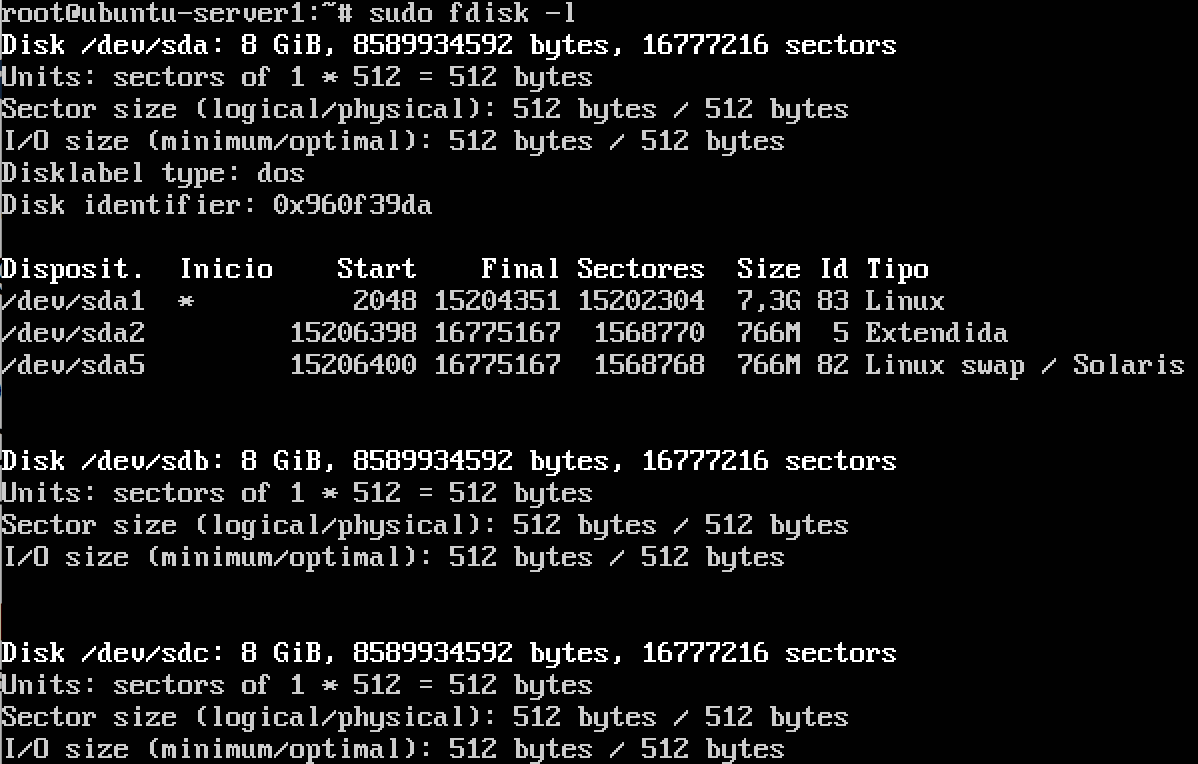 root@ubuntu-server1:~# sudo fdisk -l
Disk /dev/sda: 8 GiB, 8589934592 bytes, 16777216 sectors
Units: sectors of 1 * 512 = 512 bytes
Sector size (logical/physical): 512 bytes / 512 bytes
I/O size (minimum/optimal): 512 bytes / 512 bytes
Disklabel type: dos
Disk identifier: 0x960f39da
Disposit.  Inicio    Start    Final Sectores  Size Id Tipo
/dev/sda1  *          2048 15204351 15202304  7,3G 83 Linux
/dev/sda2         15206398 16775167  1568770  766M  5 Extendida
/dev/sda5         15206400 16775167  1568768  766M 82 Linux swap / Solaris
Disk /dev/sdb: 8 GiB, 8589934592 bytes, 16777216 sectors
Units: sectors of 1 * 512 = 512 bytes
Sector size (logical/physical): 512 bytes / 512 bytes
I/O size (minimum/optimal): 512 bytes / 512 bytes
Disk /dev/sdc: 8 GiB, 8589934592 bytes, 16777216 sectors
Units: sectors of 1 * 512 = 512 bytes
Sector size (logical/physical): 512 bytes / 512 bytes
I/O size (minimum/optimal): 512 bytes / 512 bytes